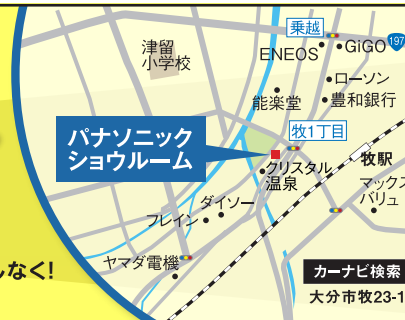 乗越
197
津留
小学校
ENEOS
GiGO
ローソン
能楽堂
豊和銀行
パナソニック
ショウルーム
牧1丁目
牧駅
クリスタル
温泉
マックス
バリュ
ダイソー
フレイン
ヤマダ電機
しなく!
カーナビ検索
大分市牧23-1